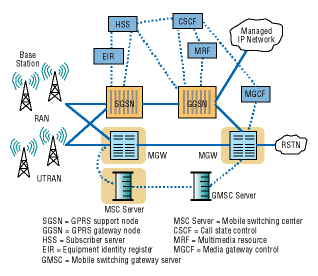 HSS
CSCF
Managed
IP Network
Base
Station
EIR
MRF
MGCF
SGSN
GGSN
RAN
UTRAN
MGW
MGW
RSTN
MSC Server
GMSC Server
SGSN = GPRS support node
GGSN = GPRS gateway node
HSS = Subscriber server
EIR = Equipment identity register
GMSC = Mobile switching gateway server
MSC Server = Mobile switching center
CSCF = Call state control
MRF = Multimedia resource
MGCF = Media gateway control